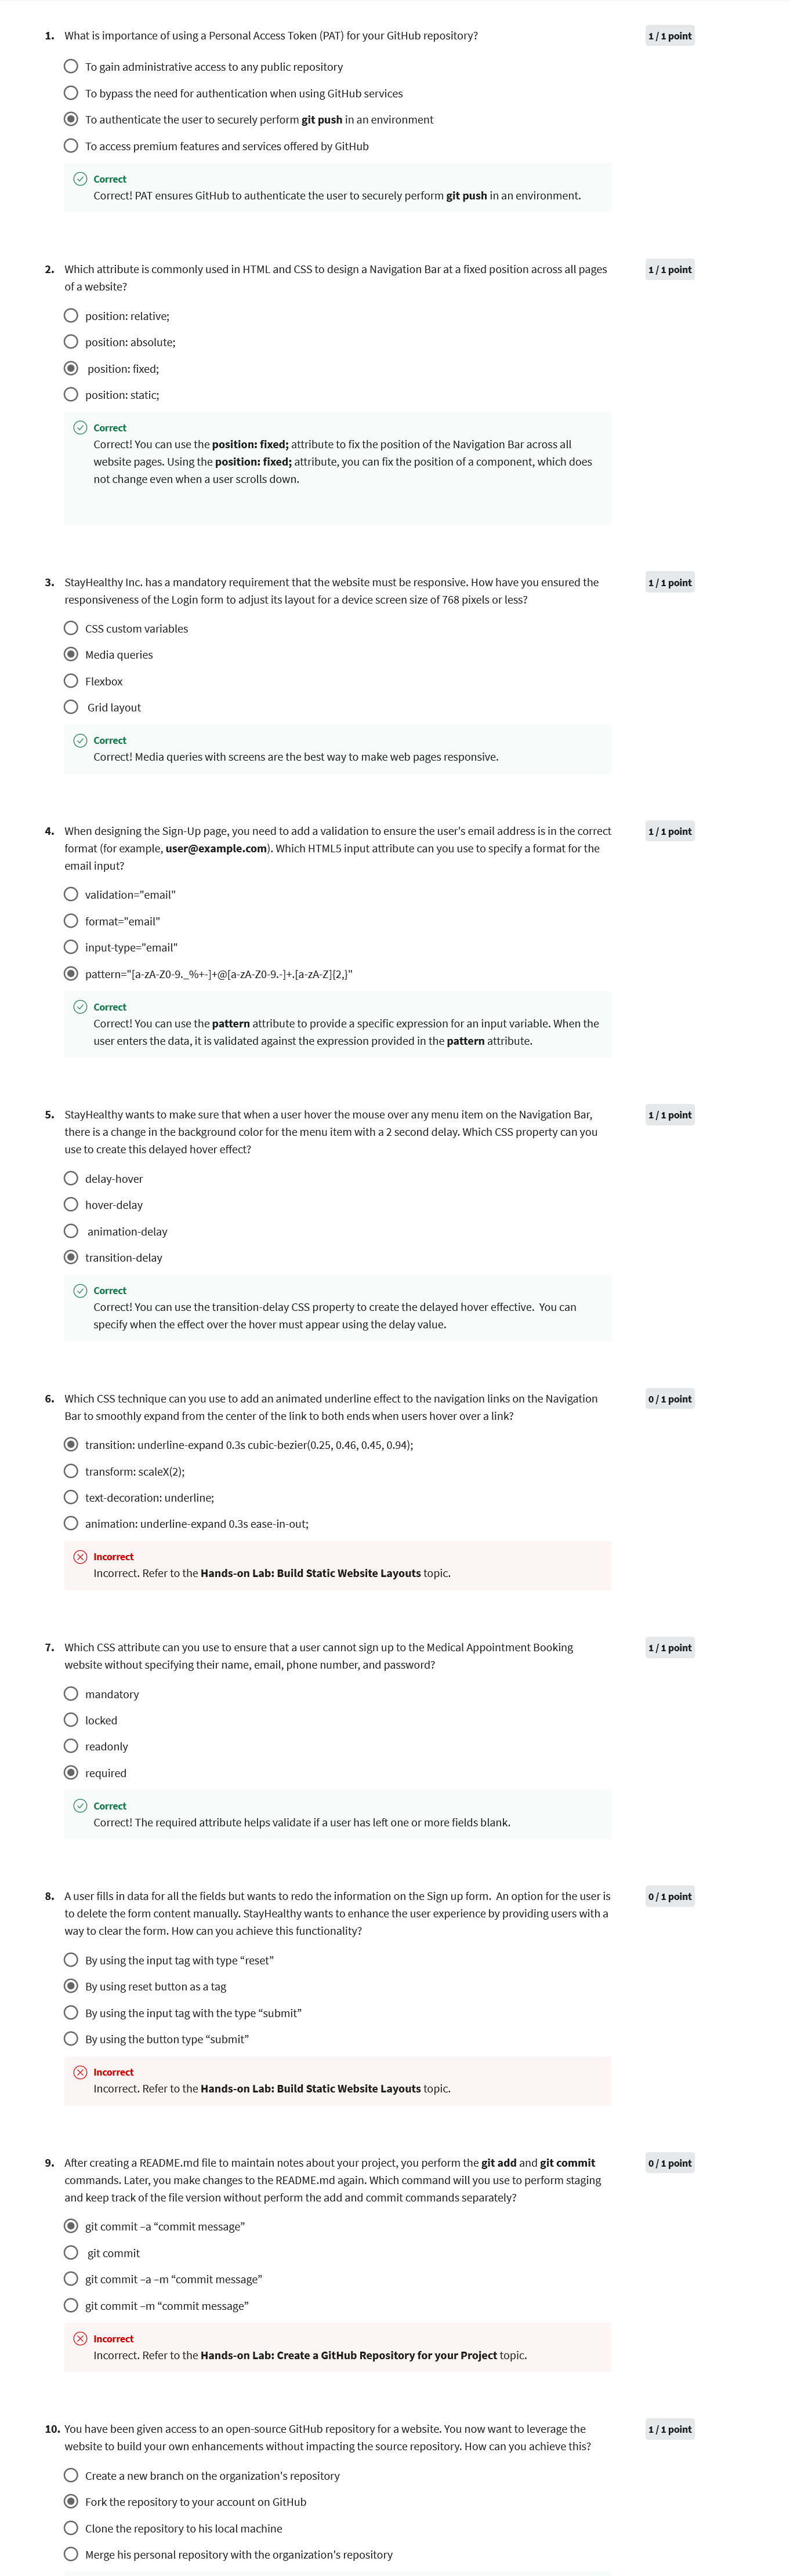 1. What is importance of using a Personal Access Token (PAT) for your GitHub repository?
1 / 1 point
To gain administrative access to any public repository
To bypass the need for authentication when using GitHub services
To authenticate the user to securely perform git push in an environment
To access premium features and services offered by GitHub
Correct
Correct! PAT ensures GitHub to authenticate the user to securely perform git push in an environment.
2. Which attribute is commonly used in HTML and CSS to design a Navigation Bar at a fixed position across all pages
of a website?
1 / 1 point
position: relative;
position: absolute;
position: fixed;
position: static;
Correct
Correct! You can use the position: fixed; attribute to fix the position of the Navigation Bar across all
website pages. Using the position: fixed; attribute, you can fix the position of a component, which does
not change even when a user scrolls down.
3. StayHealthy Inc. has a mandatory requirement that the website must be responsive. How have you ensured the
responsiveness of the Login form to adjust its layout for a device screen size of 768 pixels or less?
1 / 1 point
CSS custom variables
Media queries
Flexbox
Grid layout
Correct
Correct! Media queries with screens are the best way to make web pages responsive.
4. When designing the Sign-Up page, you need to add a validation to ensure the user's email address is in the correct
format (for example, user@example.com). Which HTML5 input attribute can you use to specify a format for the
email input?
1 / 1 point
validation="email"
format="email"
input-type="email"
pattern="[a-zA-Z0-9._%+-]+@[a-zA-Z0-9.-]+.[a-zA-Z]{2,}"
Correct
Correct! You can use the pattern attribute to provide a specific expression for an input variable. When the
user enters the data, it is validated against the expression provided in the pattern attribute.
5. StayHealthy wants to make sure that when a user hover the mouse over any menu item on the Navigation Bar,
there is a change in the background color for the menu item with a 2 second delay. Which CSS property can you
use to create this delayed hover effect?
1 / 1 point
delay-hover
hover-delay
animation-delay
transition-delay
Correct
Correct! You can use the transition-delay CSS property to create the delayed hover effective.  You can
specify when the effect over the hover must appear using the delay value.
6. Which CSS technique can you use to add an animated underline effect to the navigation links on the Navigation
Bar to smoothly expand from the center of the link to both ends when users hover over a link?
0 / 1 point
transition: underline-expand 0.3s cubic-bezier(0.25, 0.46, 0.45, 0.94);
transform: scaleX(2);
text-decoration: underline;
animation: underline-expand 0.3s ease-in-out;
Incorrect
Incorrect. Refer to the Hands-on Lab: Build Static Website Layouts topic.
7. Which CSS attribute can you use to ensure that a user cannot sign up to the Medical Appointment Booking
website without specifying their name, email, phone number, and password?
1 / 1 point
mandatory
locked
readonly
required
Correct
Correct! The required attribute helps validate if a user has left one or more fields blank.
8. A user fills in data for all the fields but wants to redo the information on the Sign up form.  An option for the user is
to delete the form content manually. StayHealthy wants to enhance the user experience by providing users with a
way to clear the form. How can you achieve this functionality?
0 / 1 point
By using the input tag with type “reset”
By using reset button as a tag
By using the input tag with the type “submit”
By using the button type “submit”
Incorrect
Incorrect. Refer to the Hands-on Lab: Build Static Website Layouts topic.
9. After creating a README.md file to maintain notes about your project, you perform the git add and git commit
commands. Later, you make changes to the README.md again. Which command will you use to perform staging
and keep track of the file version without perform the add and commit commands separately?
0 / 1 point
git commit –a “commit message”
git commit
git commit –a –m “commit message”
git commit –m “commit message”
Incorrect
Incorrect. Refer to the Hands-on Lab: Create a GitHub Repository for your Project topic.
10. You have been given access to an open-source GitHub repository for a website. You now want to leverage the
website to build your own enhancements without impacting the source repository. How can you achieve this?
1 / 1 point
Create a new branch on the organization's repository
Fork the repository to your account on GitHub
Clone the repository to his local machine
Merge his personal repository with the organization's repository